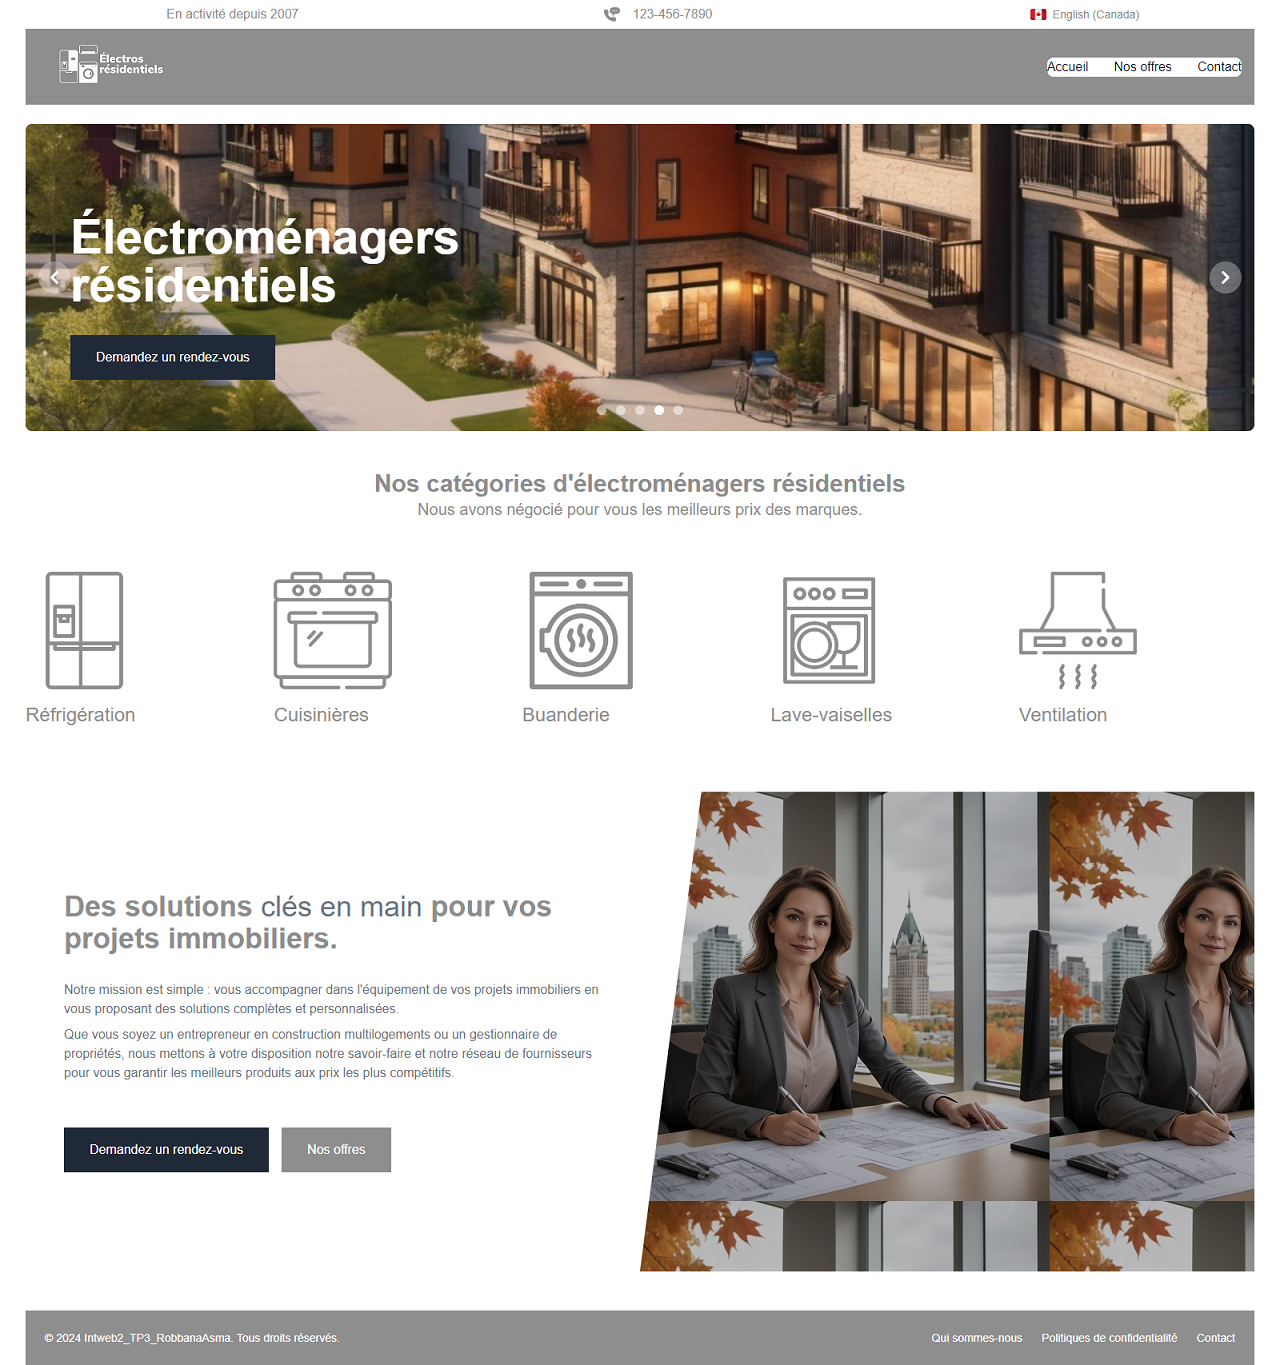 En activité depuis 2007
123-456-7890
English (Canada)
Électros
résidentiels
Accueil
Nos offres
Contact
Électroménagers
résidentiels
Demandez un rendez-vous
Nos catégories d'électroménagers résidentiels
Nous avons négocié pour vous les meilleurs prix des marques.
Réfrigération
Cuisinières
Buanderie
Lave-vaiselles
Ventilation
Des solutions clés en main pour vos
projets immobiliers.
Notre mission est simple : vous accompagner dans l'équipement de vos projets immobiliers en
vous proposant des solutions complètes et personnalisées.
Que vous soyez un entrepreneur en construction multilogements ou un gestionnaire de
propriétés, nous mettons à votre disposition notre savoir-faire et notre réseau de fournisseurs
pour vous garantir les meilleurs produits aux prix les plus compétitifs.
Demandez un rendez-vous
Nos offres
© 2024 Intweb2_TP3_RobbanaAsma. Tous droits réservés.
Qui sommes-nous
Politiques de confidentialité
Contact